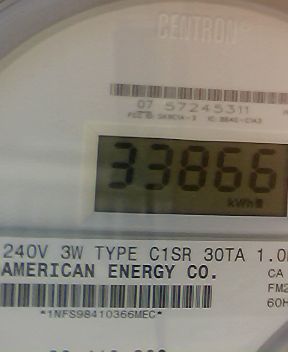 CENTRON
07 57245311
33866
kWh
240V 3W TYPE C1SR 30TA 1.0
AMERICAN ENERGY CO.
CA
FM2
60H
*1NFS98410366MEC*